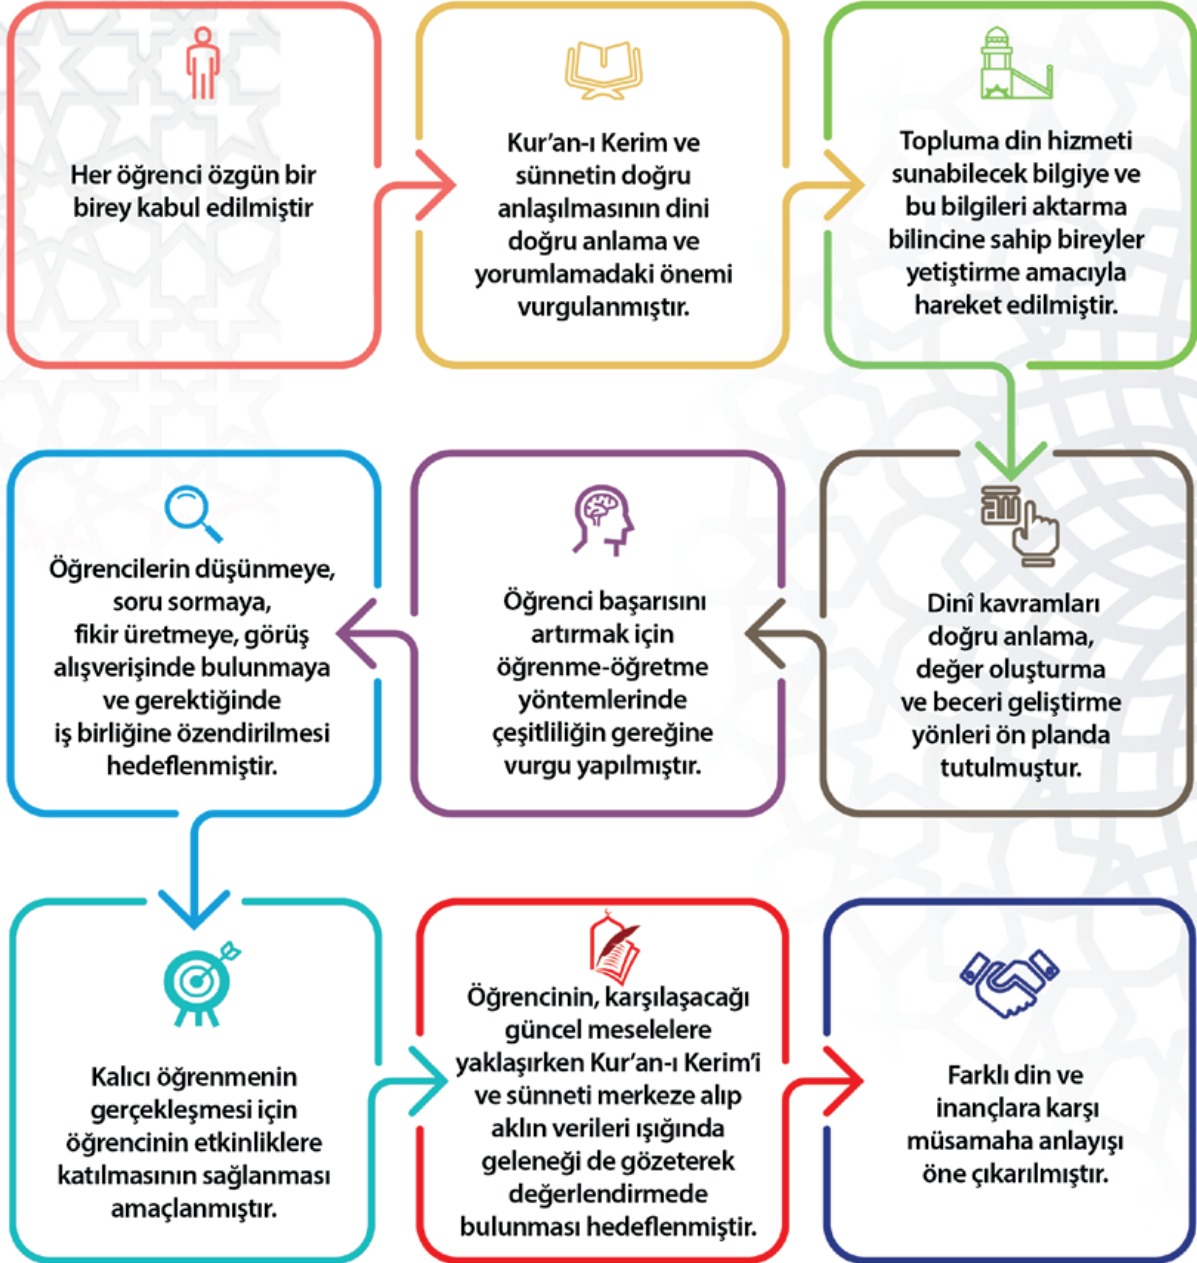 Her öğrenci özgün bir
birey kabul edilmiştir
Kur’an-ı Kerim ve
sünnetin doğru
anlaşılmasının dini
doğru anlama ve
yorumlamadaki önemi
vurgulanmıştır.
Topluma din hizmeti
sunabilecek bilgiye ve
bu bilgileri aktarma
bilincine sahip bireyler
yetiştirme amacıyla
hareket edilmiştir.
Dinî kavramları
doğru anlama,
değer oluşturma
ve beceri geliştirme
yönleri ön planda
tutulmuştur.
Öğrenci başarısını
artırmak için
öğrenme-öğretme
yöntemlerinde
çeşitliliğin gereğine
vurgu yapılmıştır.
Öğrencilerin düşünmeye,
soru sormaya,
fikir üretmeye, görüş
alışverişinde bulunmaya
ve gerektiğinde
iş birliğine özendirilmesi
hedeflenmiştir.
Kalıcı öğrenmenin
gerçekleşmesi için
öğrencinin etkinliklere
katılmasının sağlanması
amaçlanmıştır.
Öğrencinin, karşılaşacağı
güncel meselelere
yaklaşırken Kur’an-ı Kerim’i
ve sünneti merkeze alıp
aklın verileri ışığında
geleneği de gözeterek
değerlendirmede
bulunması hedeflenmiştir.
Farklı din ve
inançlara karşı
müsamaha anlayışı
öne çıkarılmıştır.